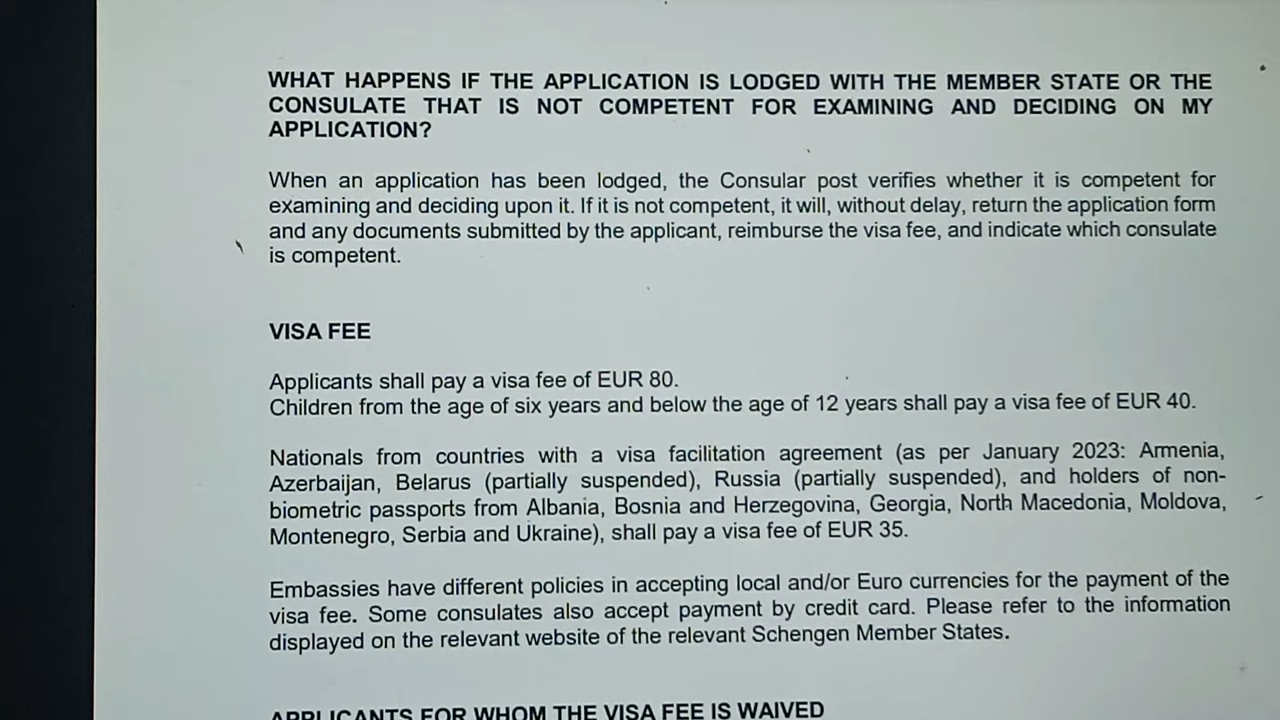 WHAT HAPPENS IF THE APPLICATION IS LODGED WITH THE MEMBER STATE OR THE
CONSULATE THAT IS NOT COMPETENT FOR EXAMINING AND DECIDING ON MY
APPLICATION?
When an application has been lodged, the Consular post verifies whether it is competent for
examining and deciding upon it. If it is not competent, it will, without delay, return the application form
and any documents submitted by the applicant, reimburse the visa fee, and indicate which consulate
is competent.
VISA FEE
Applicants shall pay a visa fee of EUR 80.
Children from the age of six years and below the age of 12 years shall pay a visa fee of EUR 40.
Nationals from countries with a visa facilitation agreement (as per January 2023: Armenia,
Azerbaijan, Belarus (partially suspended), Russia (partially suspended), and holders of non-
biometric passports from Albania, Bosnia and Herzegovina, Georgia, North Macedonia, Moldova,
Montenegro, Serbia and Ukraine), shall pay a visa fee of EUR 35.
Embassies have different policies in accepting local and/or Euro currencies for the payment of the
visa fee. Some consulates also accept payment by credit card. Please refer to the information
displayed on the relevant website of the relevant Schengen Member States.
APPLICANTS FOR WHOM THE VISA FEE IS WAIVED